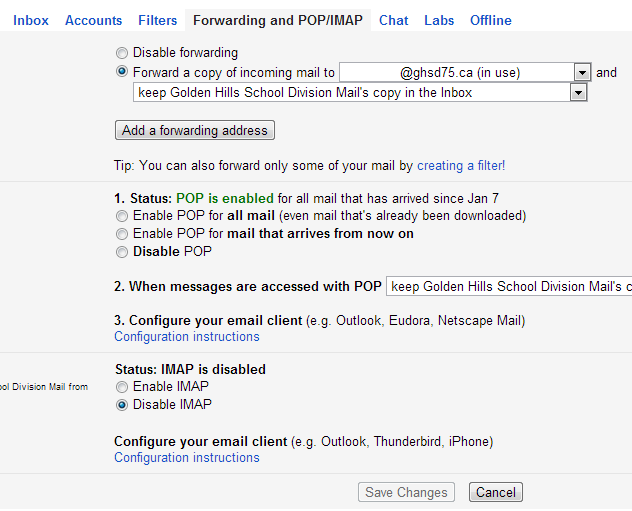 Inbox Accounts Filters Forwarding and POP/IMAP Chat Labs Offline
Disable forwarding
Forward a copy of incoming mail to @ghsd75.ca (in use) and
keep Golden Hills School Division Mail's copy in the Inbox
Add a forwarding address
Tip: You can also forward only some of your mail by creating a filter!
1. Status: POP is enabled for all mail that has arrived since Jan 7
Enable POP for all mail (even mail that's already been downloaded)
Enable POP for mail that arrives from now on
Disable POP
2. When messages are accessed with POP keep Golden Hills School Division Mail's c
3. Configure your email client (e.g. Outlook, Eudora, Netscape Mail)
Configuration instructions
Status: IMAP is disabled
ool Division Mail from Enable IMAP
Disable IMAP
Configure your email client (e.g. Outlook, Thunderbird, iPhone)
Configuration instructions
Save Changes Cancel